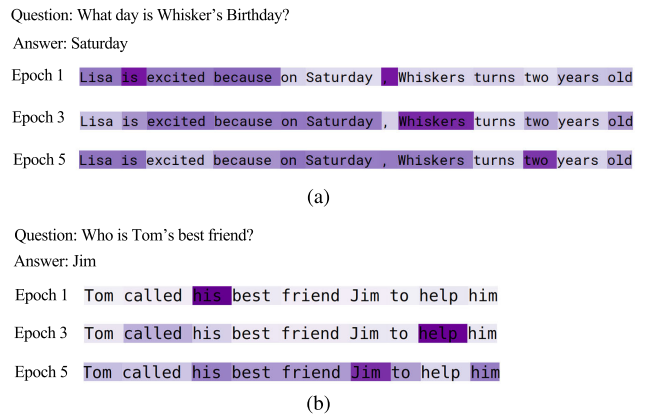 Question: What day is Whisker's Birthday?
Answer: Saturday
Epoch 1 Lisa is excited because on Saturday , Whiskers turns two years old
Epoch 3 Lisa is excited because on Saturday , Whiskers turns two years old
Epoch 5 Lisa is excited because on Saturday , Whiskers turns two years old
(a)
Question: Who is Tom's best friend?
Answer: Jim
Epoch 1 Tom called his best friend Jim to help him
Epoch 3 Tom called his best friend Jim to help him
Epoch 5 Tom called his best friend Jim to help him
(b)